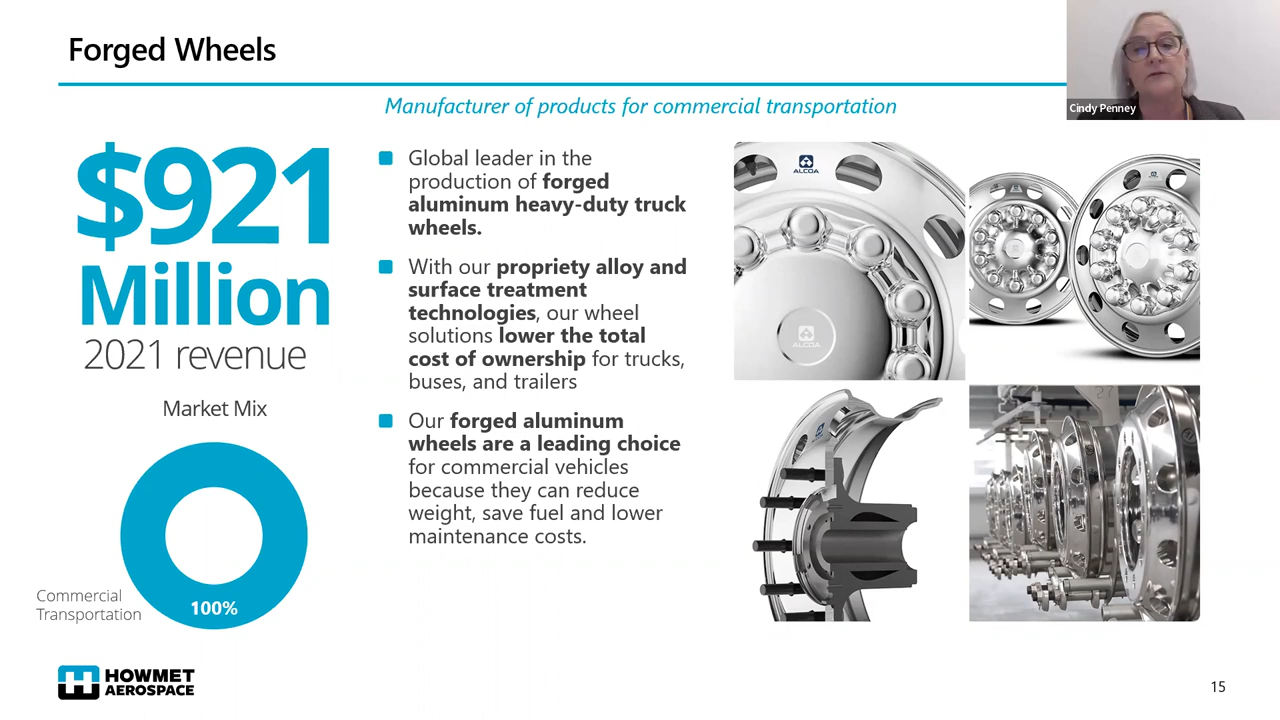 Forged Wheels
Cindy Penney
Manufacturer of products for commercial transportation
$921
Million
2021 revenue
Market Mix
Commercial
Transportation
100%
Global leader in the
production of forged
aluminum heavy-duty truck
wheels.
With our propriety alloy and
surface treatment
technologies, our wheel
solutions lower the total
cost of ownership for trucks,
buses, and trailers
Our forged aluminum
wheels are a leading choice
for commercial vehicles
because they can reduce
weight, save fuel and lower
maintenance costs.
ALCOA
ALCOA
HOWMET
AEROSPACE
15